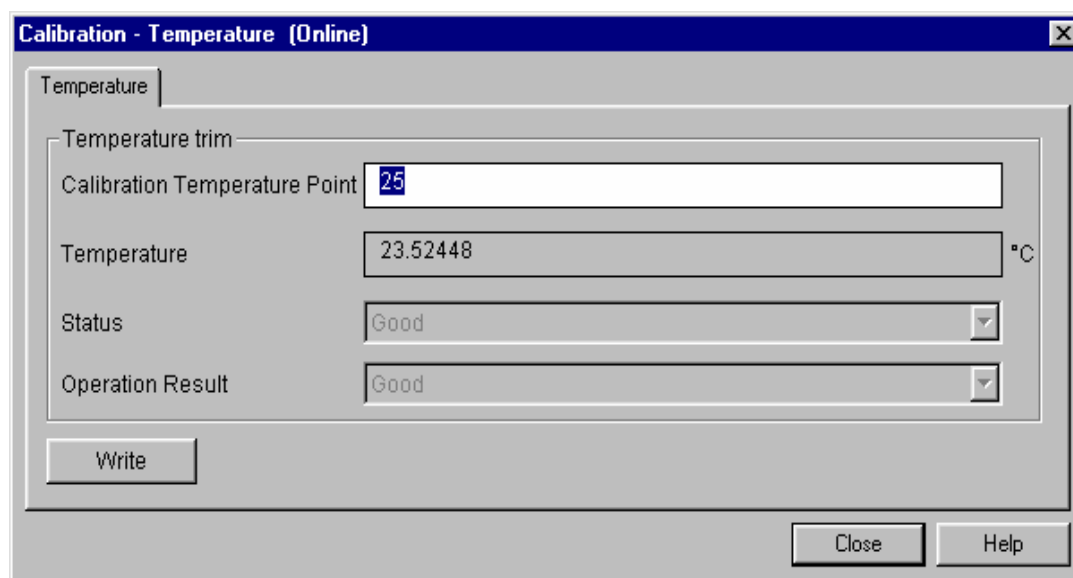 Calibration - Temperature (Online)
Temperature
Temperature trim
Calibration Temperature Point 25
Temperature 23.52448 °C
Status Good
Operation Result Good
Write
Close Help